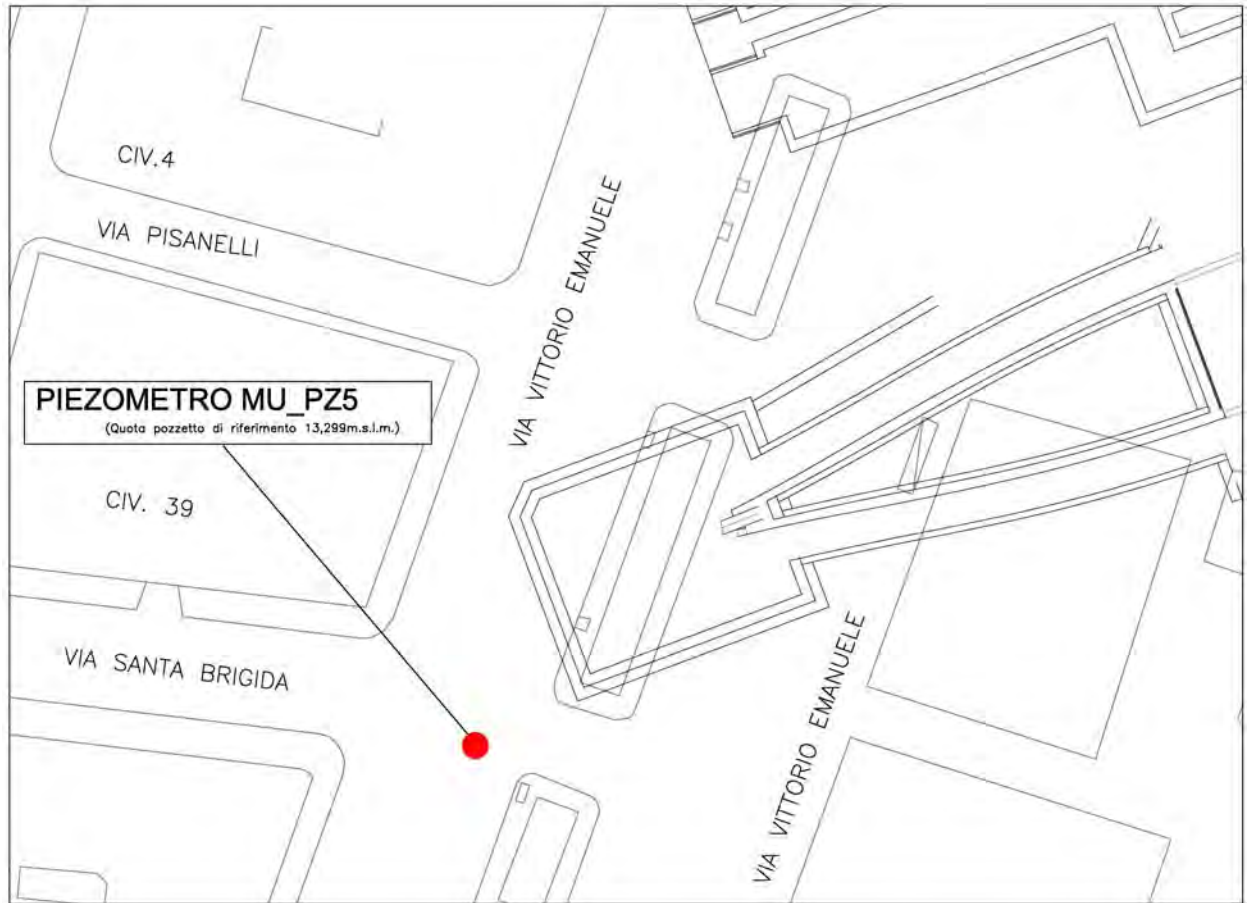 CIV.4
VIA PISANELLI
VIA VITTORIO EMANUELE
PIEZOMETRO MU_PZ5
(Quota pozzetto di riferimento 13,299m.s.l.m.)
CIV. 39
VIA SANTA BRIGIDA
VIA VITTORIO EMANUELE